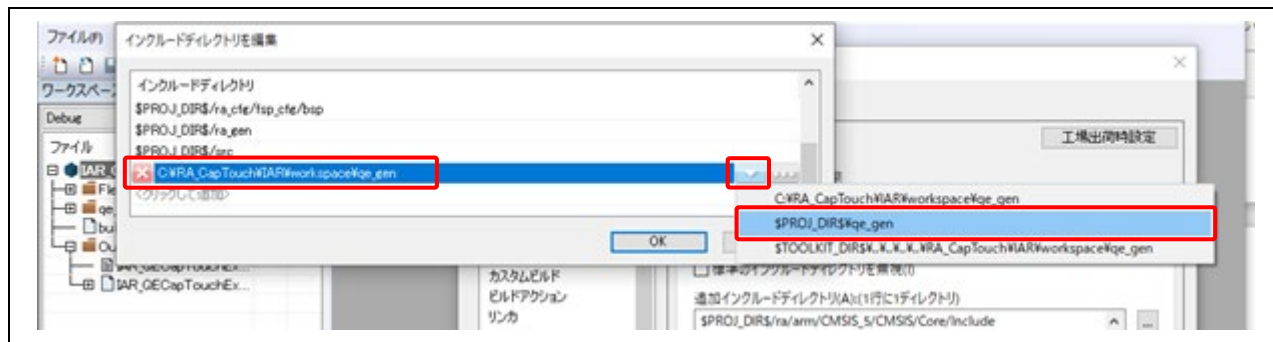 ファイル(F)
インクルードディレクトリを編集
ワークスペース
インクルードディレクトリ
$PROJ_DIR$/ra_cfg/fsp_cfg/bsp
Debug
$PROJ_DIR$/ra_gen
工場出荷時設定
ファイル
$PROJ_DIR$/src
C:¥RA_CapTouch¥IAR¥workspace¥qe_gen
<クリックして追加>
C:¥RA_CapTouch¥IAR¥workspace¥qe_gen
$PROJ_DIR$¥qe_gen
OK
$TOOLKIT_DIR$¥..¥..¥..¥..¥RA_CapTouch¥IAR¥workspace¥qe_gen
IAR_QECapTouchEx...
カスタムビルド
標準のインクルードディレクトリを無視(I)
IAR_QECapTouchEx...
ビルドアクション
追加インクルードディレクトリ(A):(1行に1ディレクトリ)
リンカ
$PROJ_DIR$/ra/arm/CMSIS_5/CMSIS/Core/Include
...